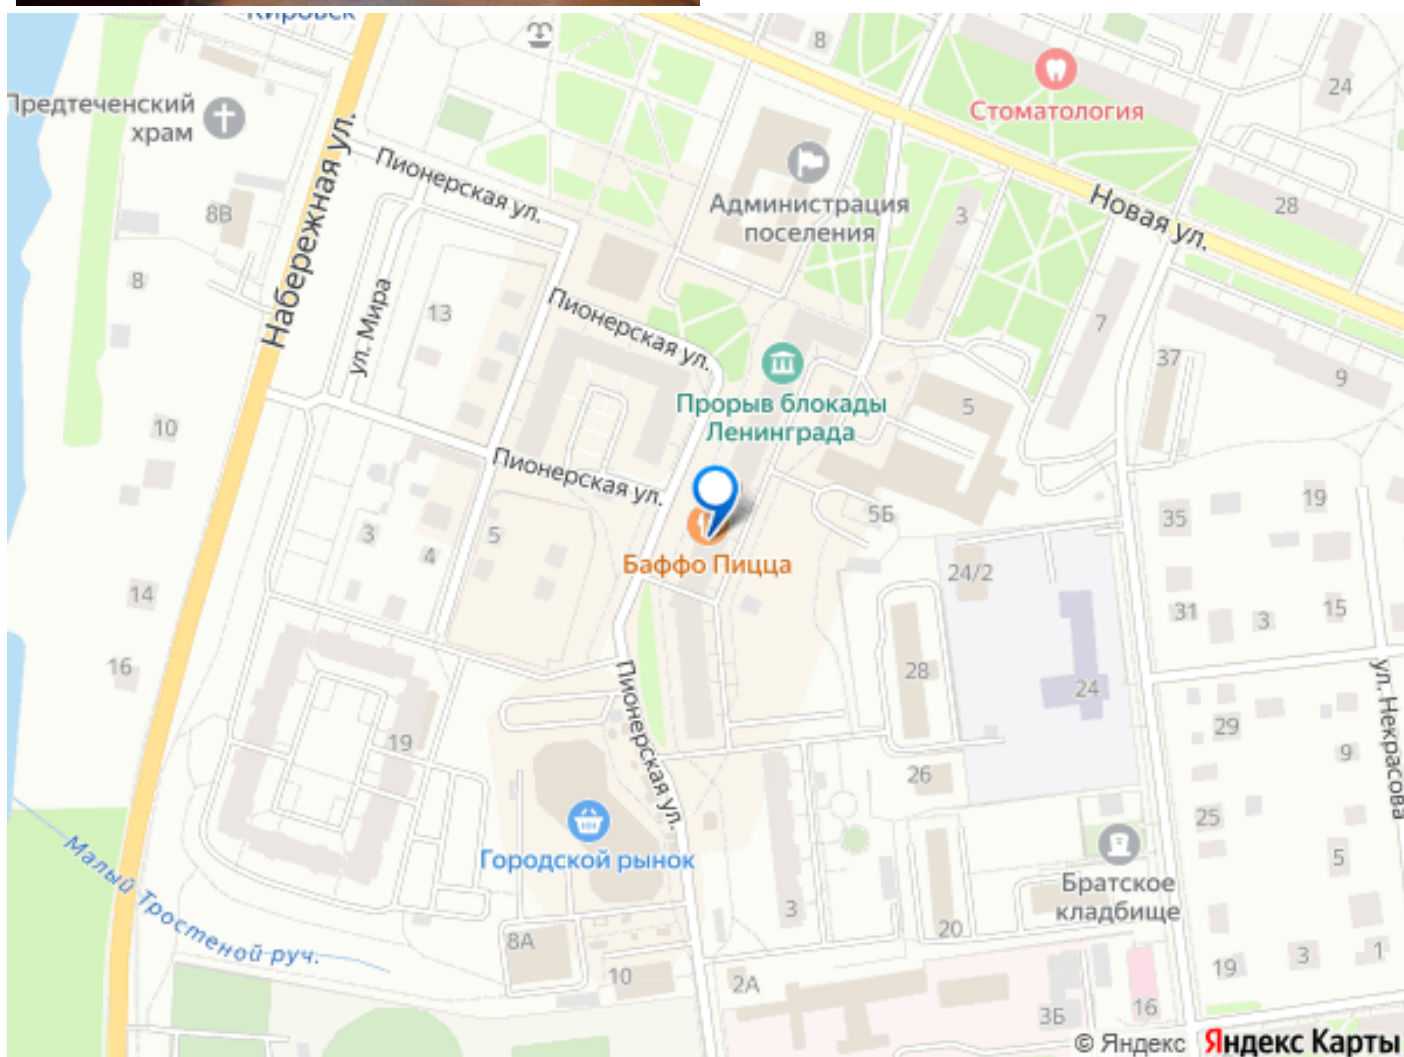 Кировск
8
Стоматология
24
Предтеченский
храм
Набережная ул.
Пионерская ул.
8В
Администрация
поселения
3
Новая ул.
28
8
ул. Мира
13
Пионерская ул.
7
37
9
Прорыв блокады
Ленинграда
5
10
Пионерская ул.
5Б
35
19
3
4
5
Баффо Пицца
24/2
14
31
3
15
16
Пионерская ул.
28
24
ул. Некрасова
29
9
19
26
25
Городской рынок
5
Малый Тростеной руч.
Братское
кладбище
3
20
8А
10
2А
19
3
1
3Б
16
© Яндекс Яндекс Карты